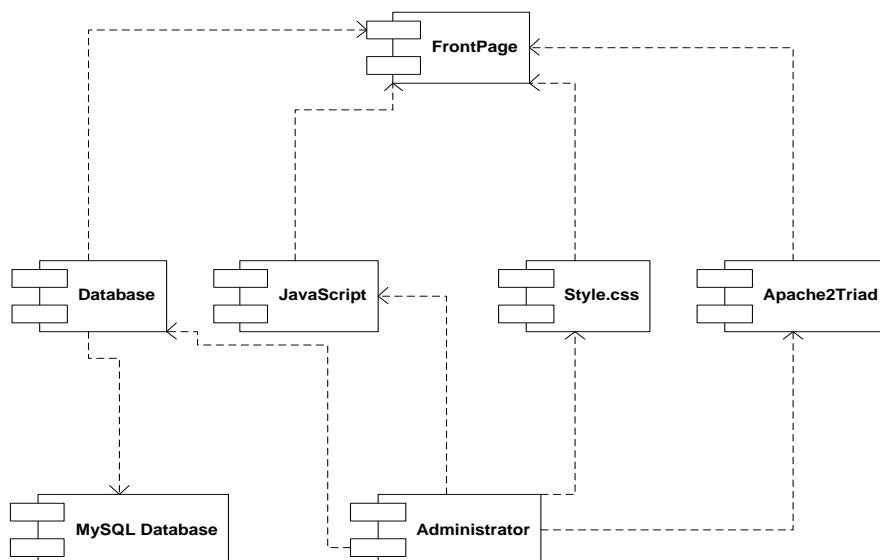 FrontPage
Database
JavaScript
Style.css
Apache2Triad
MySQL Database
Administrator